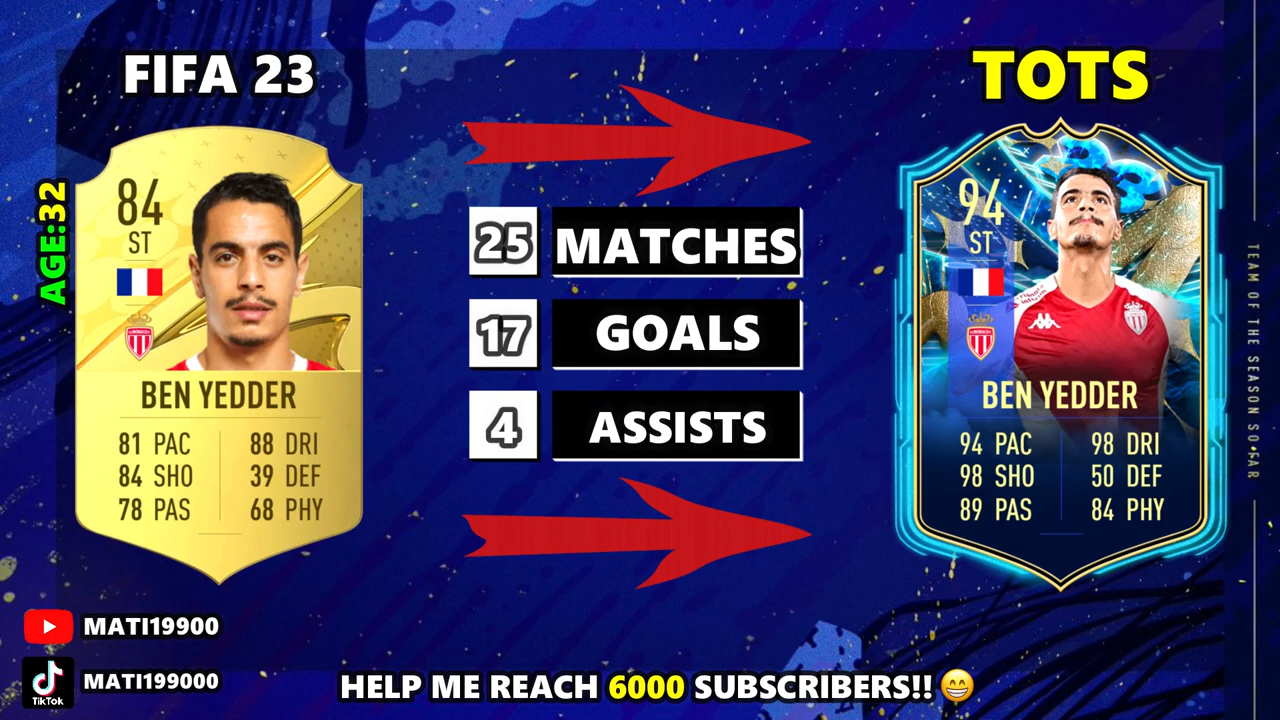 FIFA 23
TOTS
AGE:32
84
ST
BEN YEDDER
81 PAC 88 DRI
84 SHO 39 DEF
78 PAS 68 PHY
25 MATCHES
17 GOALS
4 ASSISTS
94
ST
BEN YEDDER
94 PAC 98 DRI
98 SHO 50 DEF
89 PAS 84 PHY
TEAM OF THE SEASON SO FAR
MATI19900
TikTok
MATI199000
HELP ME REACH 6000 SUBSCRIBERS!! 😁